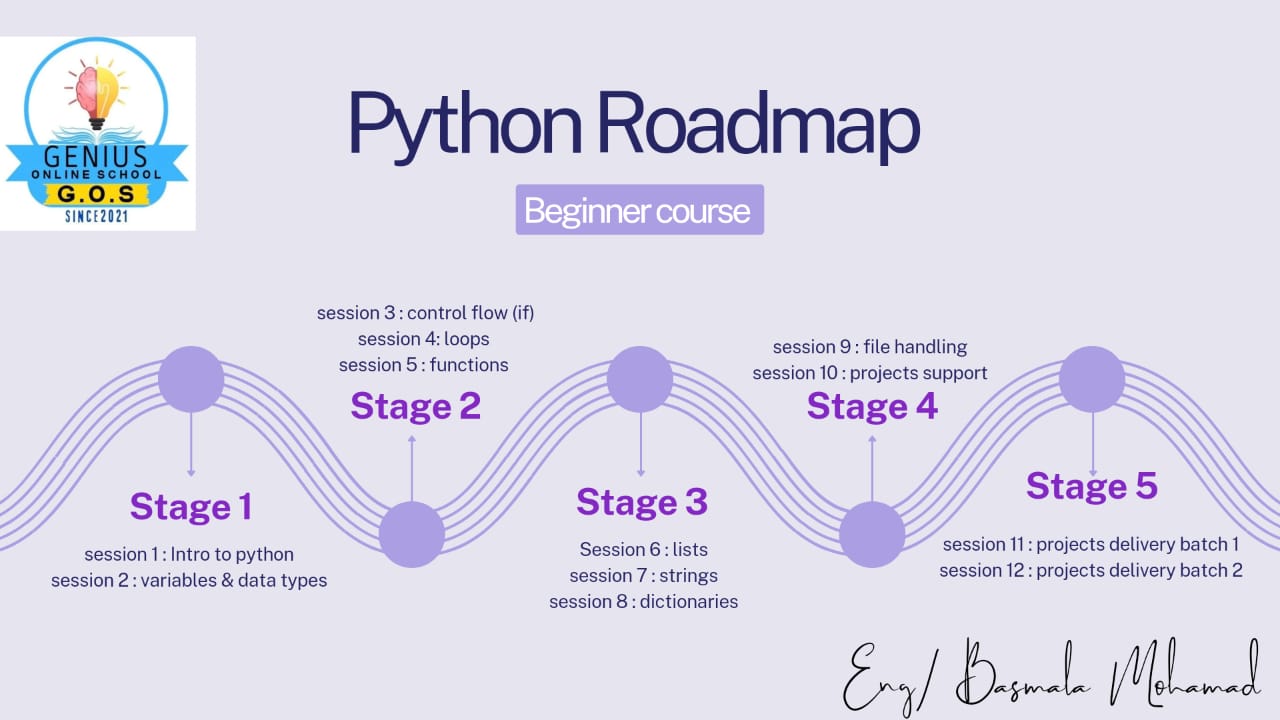 GENIUS
ONLINE SCHOOL
G.O.S
SINCE2021
Python Roadmap
Beginner course
Stage 1
session 1 : Intro to python
session 2 : variables & data types
session 3 : control flow (if)
session 4: loops
session 5 : functions
Stage 2
Stage 3
Session 6 : lists
session 7 : strings
session 8 : dictionaries
session 9 : file handling
session 10 : projects support
Stage 4
Stage 5
session 11 : projects delivery batch 1
session 12 : projects delivery batch 2
Eng/ Basmala Mohamad